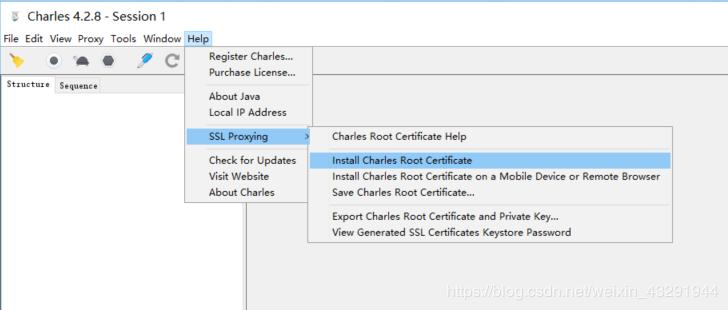 Charles 4.2.8 - Session 1
File Edit View Proxy Tools Window Help
Register Charles...
Purchase License...
Structure Sequence
About Java
Local IP Address
SSL Proxying
Check for Updates
Visit Website
About Charles
Charles Root Certificate Help
Install Charles Root Certificate
Install Charles Root Certificate on a Mobile Device or Remote Browser
Save Charles Root Certificate...
Export Charles Root Certificate and Private Key...
View Generated SSL Certificates Keystore Password
https://blog.csdn.net/weixin_43291944